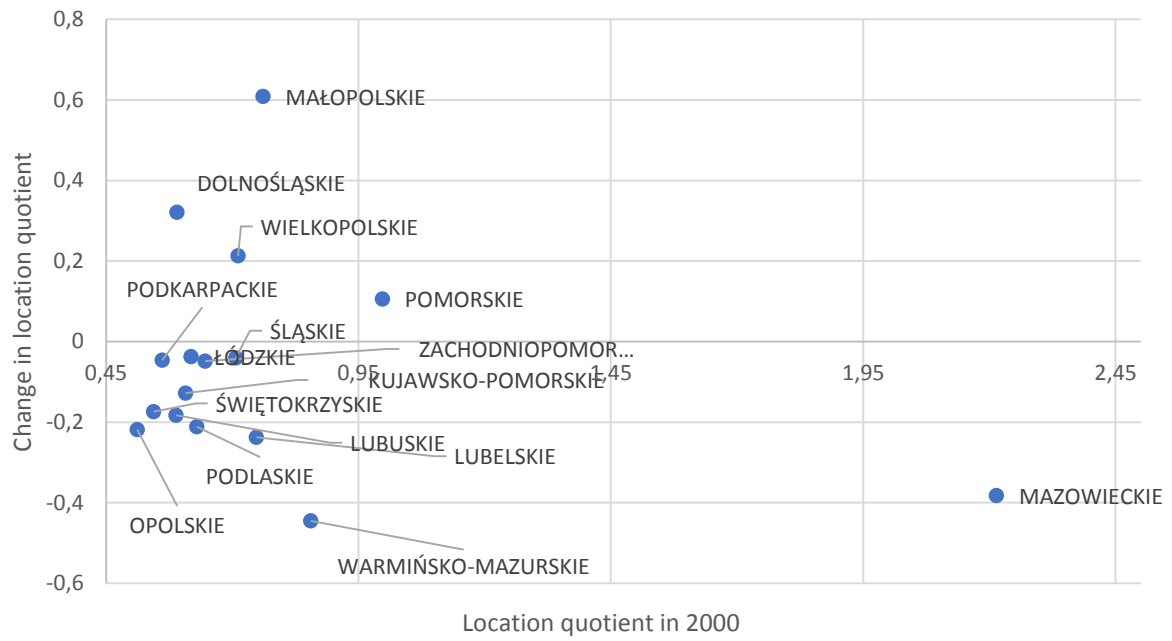 0,8
MAŁOPOLSKIE
0,6
DOLNOŚLĄSKIE
0,4
WIELKOPOLSKIE
0,2
PODKARPACKIE
POMORSKIE
ŚLĄSKIE
0
ŁÓDZKIE
ZACHODNIOPOMOR...
0,45
0,95
1,45
1,95
2,45
KUJAWSKO-POMORSKIE
ŚWIĘTOKRZYSKIE
-0,2
LUBUSKIE
LUBELSKIE
PODLASKIE
MAZOWIECKIE
-0,4
OPOLSKIE
WARMIŃSKO-MAZURSKIE
-0,6
Change in location quotient
Location quotient in 2000